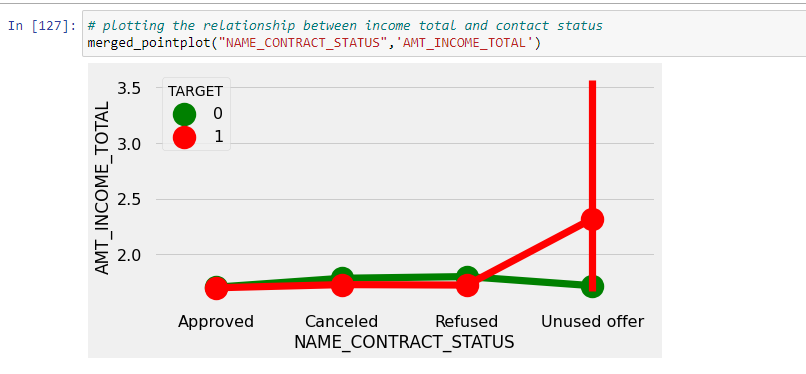 In [127]:
# plotting the relationship between income total and contact status
merged_pointplot("NAME_CONTRACT_STATUS",'AMT_INCOME_TOTAL')
TARGET
0
1
AMT_INCOME_TOTAL
3.5
3.0
2.5
2.0
Approved Canceled Refused Unused offer
NAME_CONTRACT_STATUS